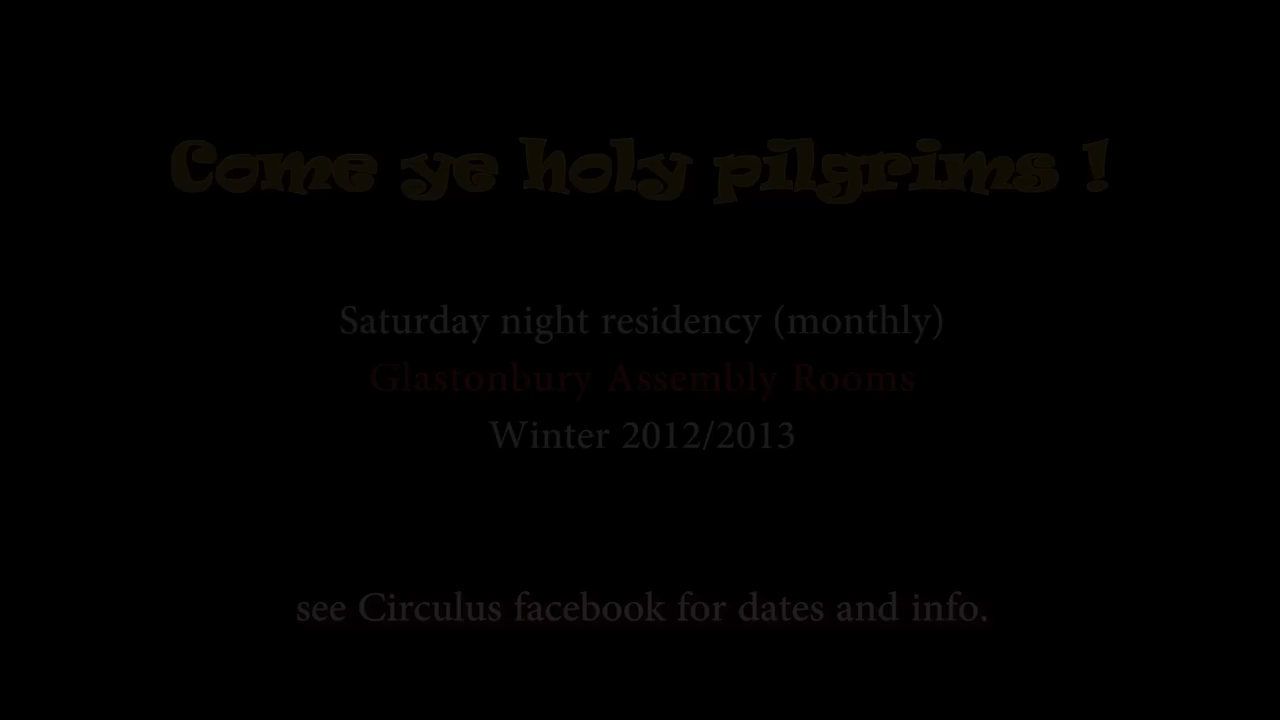 Come ye holy pilgrims !
Saturday night residency (monthly)
Glastonbury Assembly Rooms
Winter 2012/2013
see Circulus facebook for dates and info.